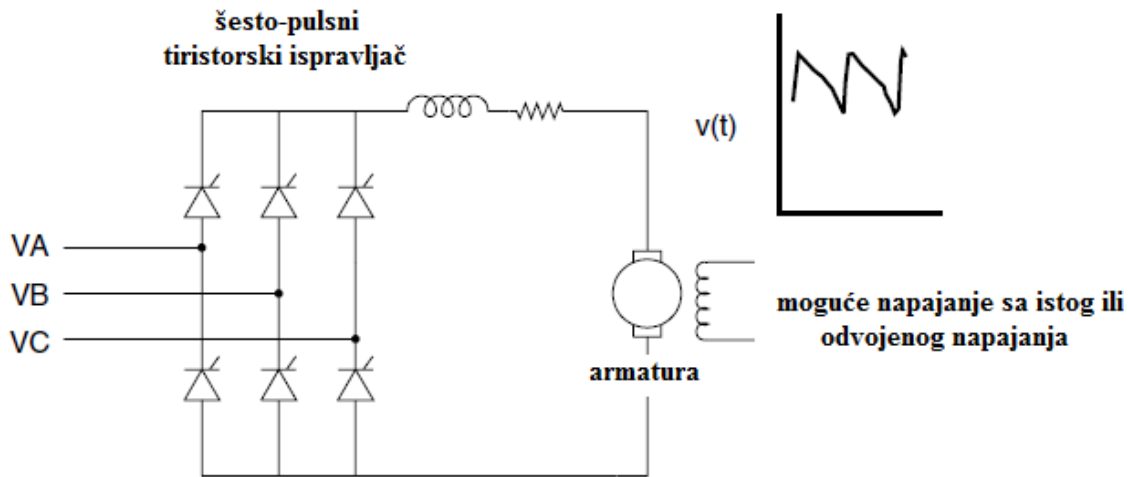 šesto-pulsni
tiristorski ispravljač
v(t)
VA
VB
VC
moguće napajanje sa istog ili
odvojenog napajanja
armatura